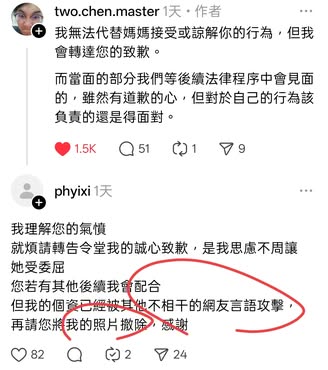 two.chen.master 1天・作者
我無法代替媽媽接受或諒解你的行為，但我
會轉達您的致歉。
而當面的部分我們等後續法律程序中會見面
的，雖然有道歉的心，但對於自己的行為該
負責的還是得面對。
1.5K 51 1 9
phyixi 1天
我理解您的氣憤
就煩請轉告令堂我的誠心致歉，是我思慮不周讓
她受委屈
您若有其他後續我會配合
但我的個資已經被其他不相干的網友言語攻擊，
再請您將我的照片撤除，感謝
82 2 24